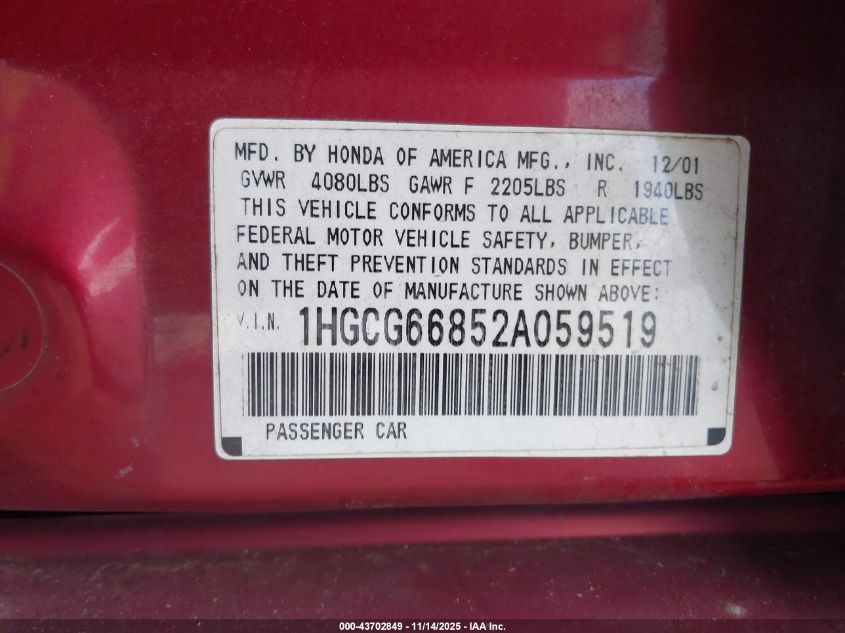 MFD. BY HONDA OF AMERICA MFG., INC. 12/01
GVWR 4080LBS GAWR F 2205LBS R 1940LBS
THIS VEHICLE CONFORMS TO ALL APPLICABLE
FEDERAL MOTOR VEHICLE SAFETY, BUMPER,
AND THEFT PREVENTION STANDARDS IN EFFECT
ON THE DATE OF MANUFACTURE SHOWN ABOVE:
V.I.N. 1HGCG66852A059519
PASSENGER CAR
000-43702849 - 11/14/2025 - IAA Inc.